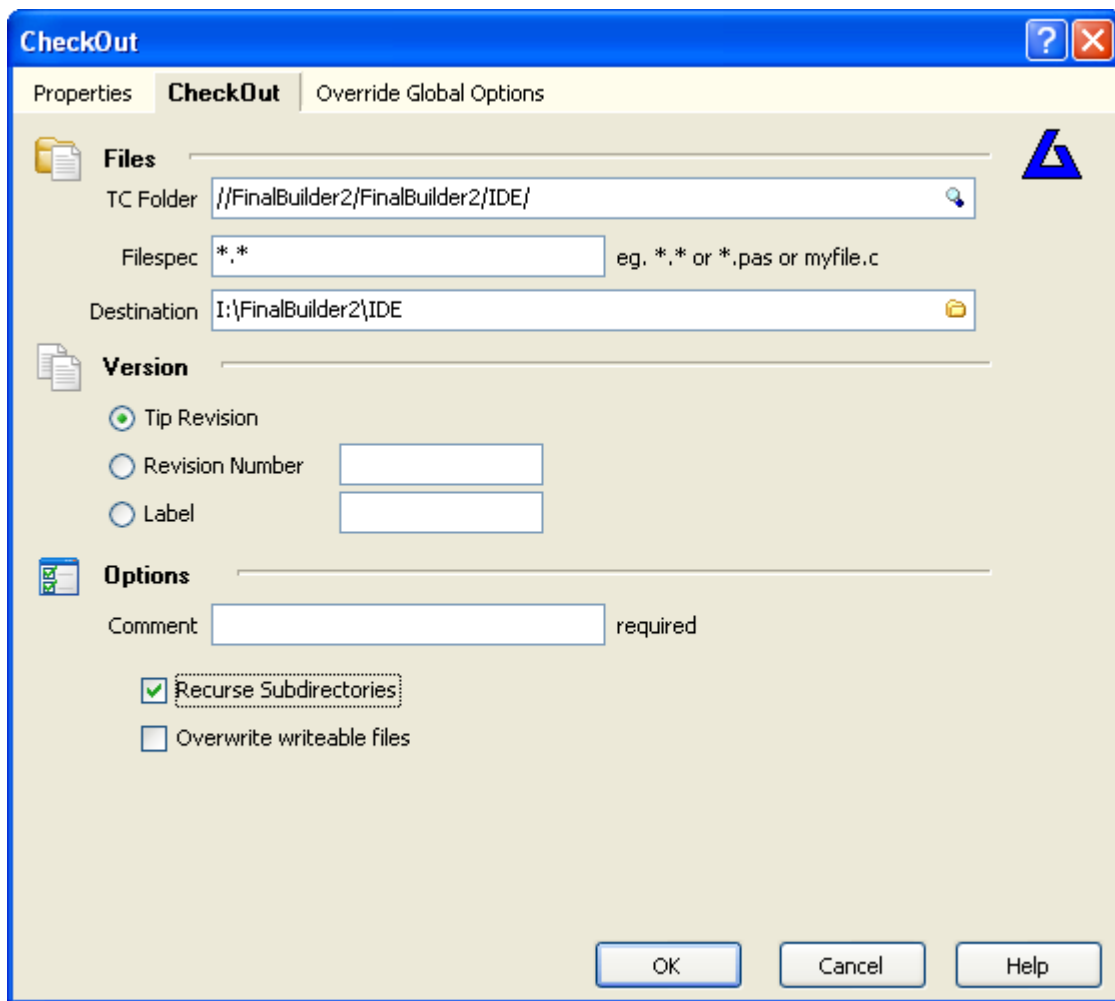 CheckOut
Properties CheckOut Override Global Options
Files
TC Folder //FinalBuilder2/FinalBuilder2/IDE/
Filespec *.* eg. *.* or *.pas or myfile.c
Destination I:\FinalBuilder2\IDE
Version
Tip Revision
Revision Number
Label
Options
Comment required
Recurse Subdirectories
Overwrite writeable files
OK Cancel Help